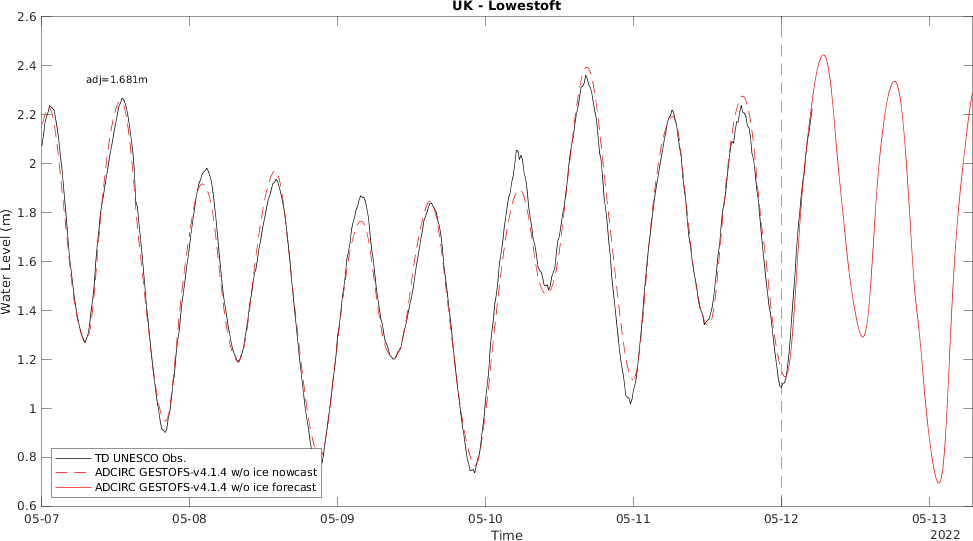 UK - Lowestoft
2.6
2.4
2.2
2
1.8
1.6
1.4
1.2
1
0.8
0.6
Water Level (m)
adj=1.681m
TD UNESCO Obs.
ADCIRC GESTOFS-v4.1.4 w/o ice nowcast
ADCIRC GESTOFS-v4.1.4 w/o ice forecast
05-07 05-08 05-09 05-10 05-11 05-12 05-13
Time
2022